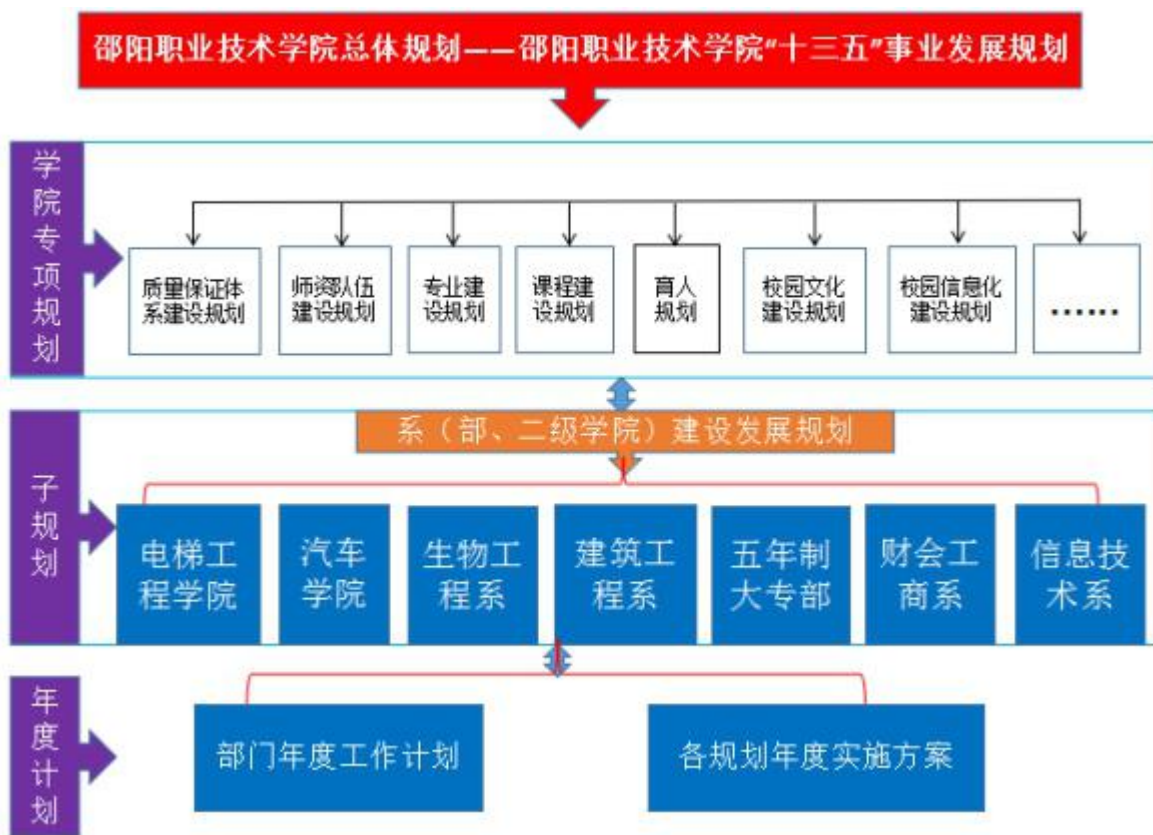 邵阳职业技术学院总体规划——邵阳职业技术学院“十三五”事业发展规划
学院专项规划
质量保证体
系建设规划
师资队伍
建设规划
专业建
设规划
课程建
设规划
育人
规划
校园文化
建设规划
校园信息化
建设规划
......
子规划
系（部、二级学院）建设发展规划
电梯工
程学院
汽车
学院
生物工
程系
建筑工
程系
五年制
大专部
财会工
商系
信息技
术系
年度计划
部门年度工作计划
各规划年度实施方案